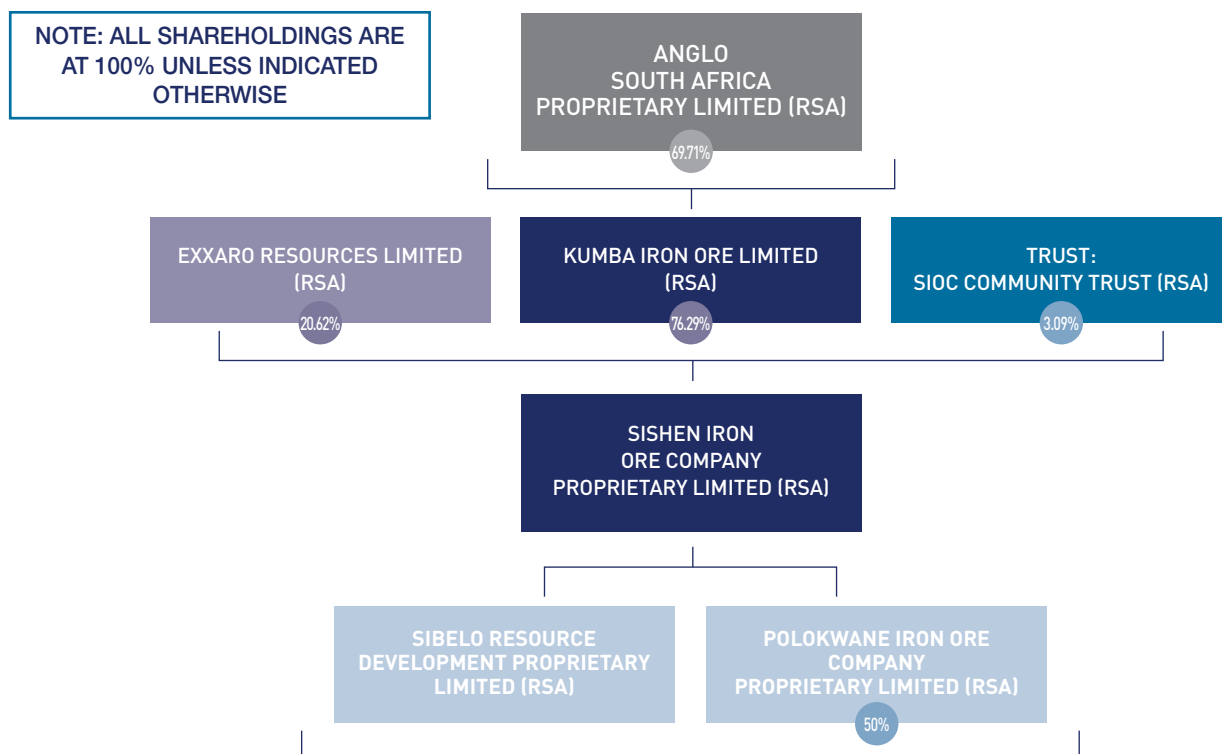 NOTE: ALL SHAREHOLDINGS ARE
AT 100% UNLESS INDICATED
OTHERWISE
ANGLO
SOUTH AFRICA
PROPRIETARY LIMITED (RSA)
69.71%
EXXARO RESOURCES LIMITED
(RSA)
20.62%
KUMBA IRON ORE LIMITED
(RSA)
76.29%
TRUST:
SIOC COMMUNITY TRUST (RSA)
3.09%
SISHEN IRON
ORE COMPANY
PROPRIETARY LIMITED (RSA)
SIBELO RESOURCE
DEVELOPMENT PROPRIETARY
LIMITED (RSA)
POLOKWANE IRON ORE
COMPANY
PROPRIETARY LIMITED (RSA)
50%